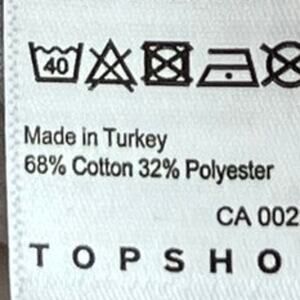 40
Made in Turkey
68% Cotton 32% Polyester
CA 002
TOPSHO